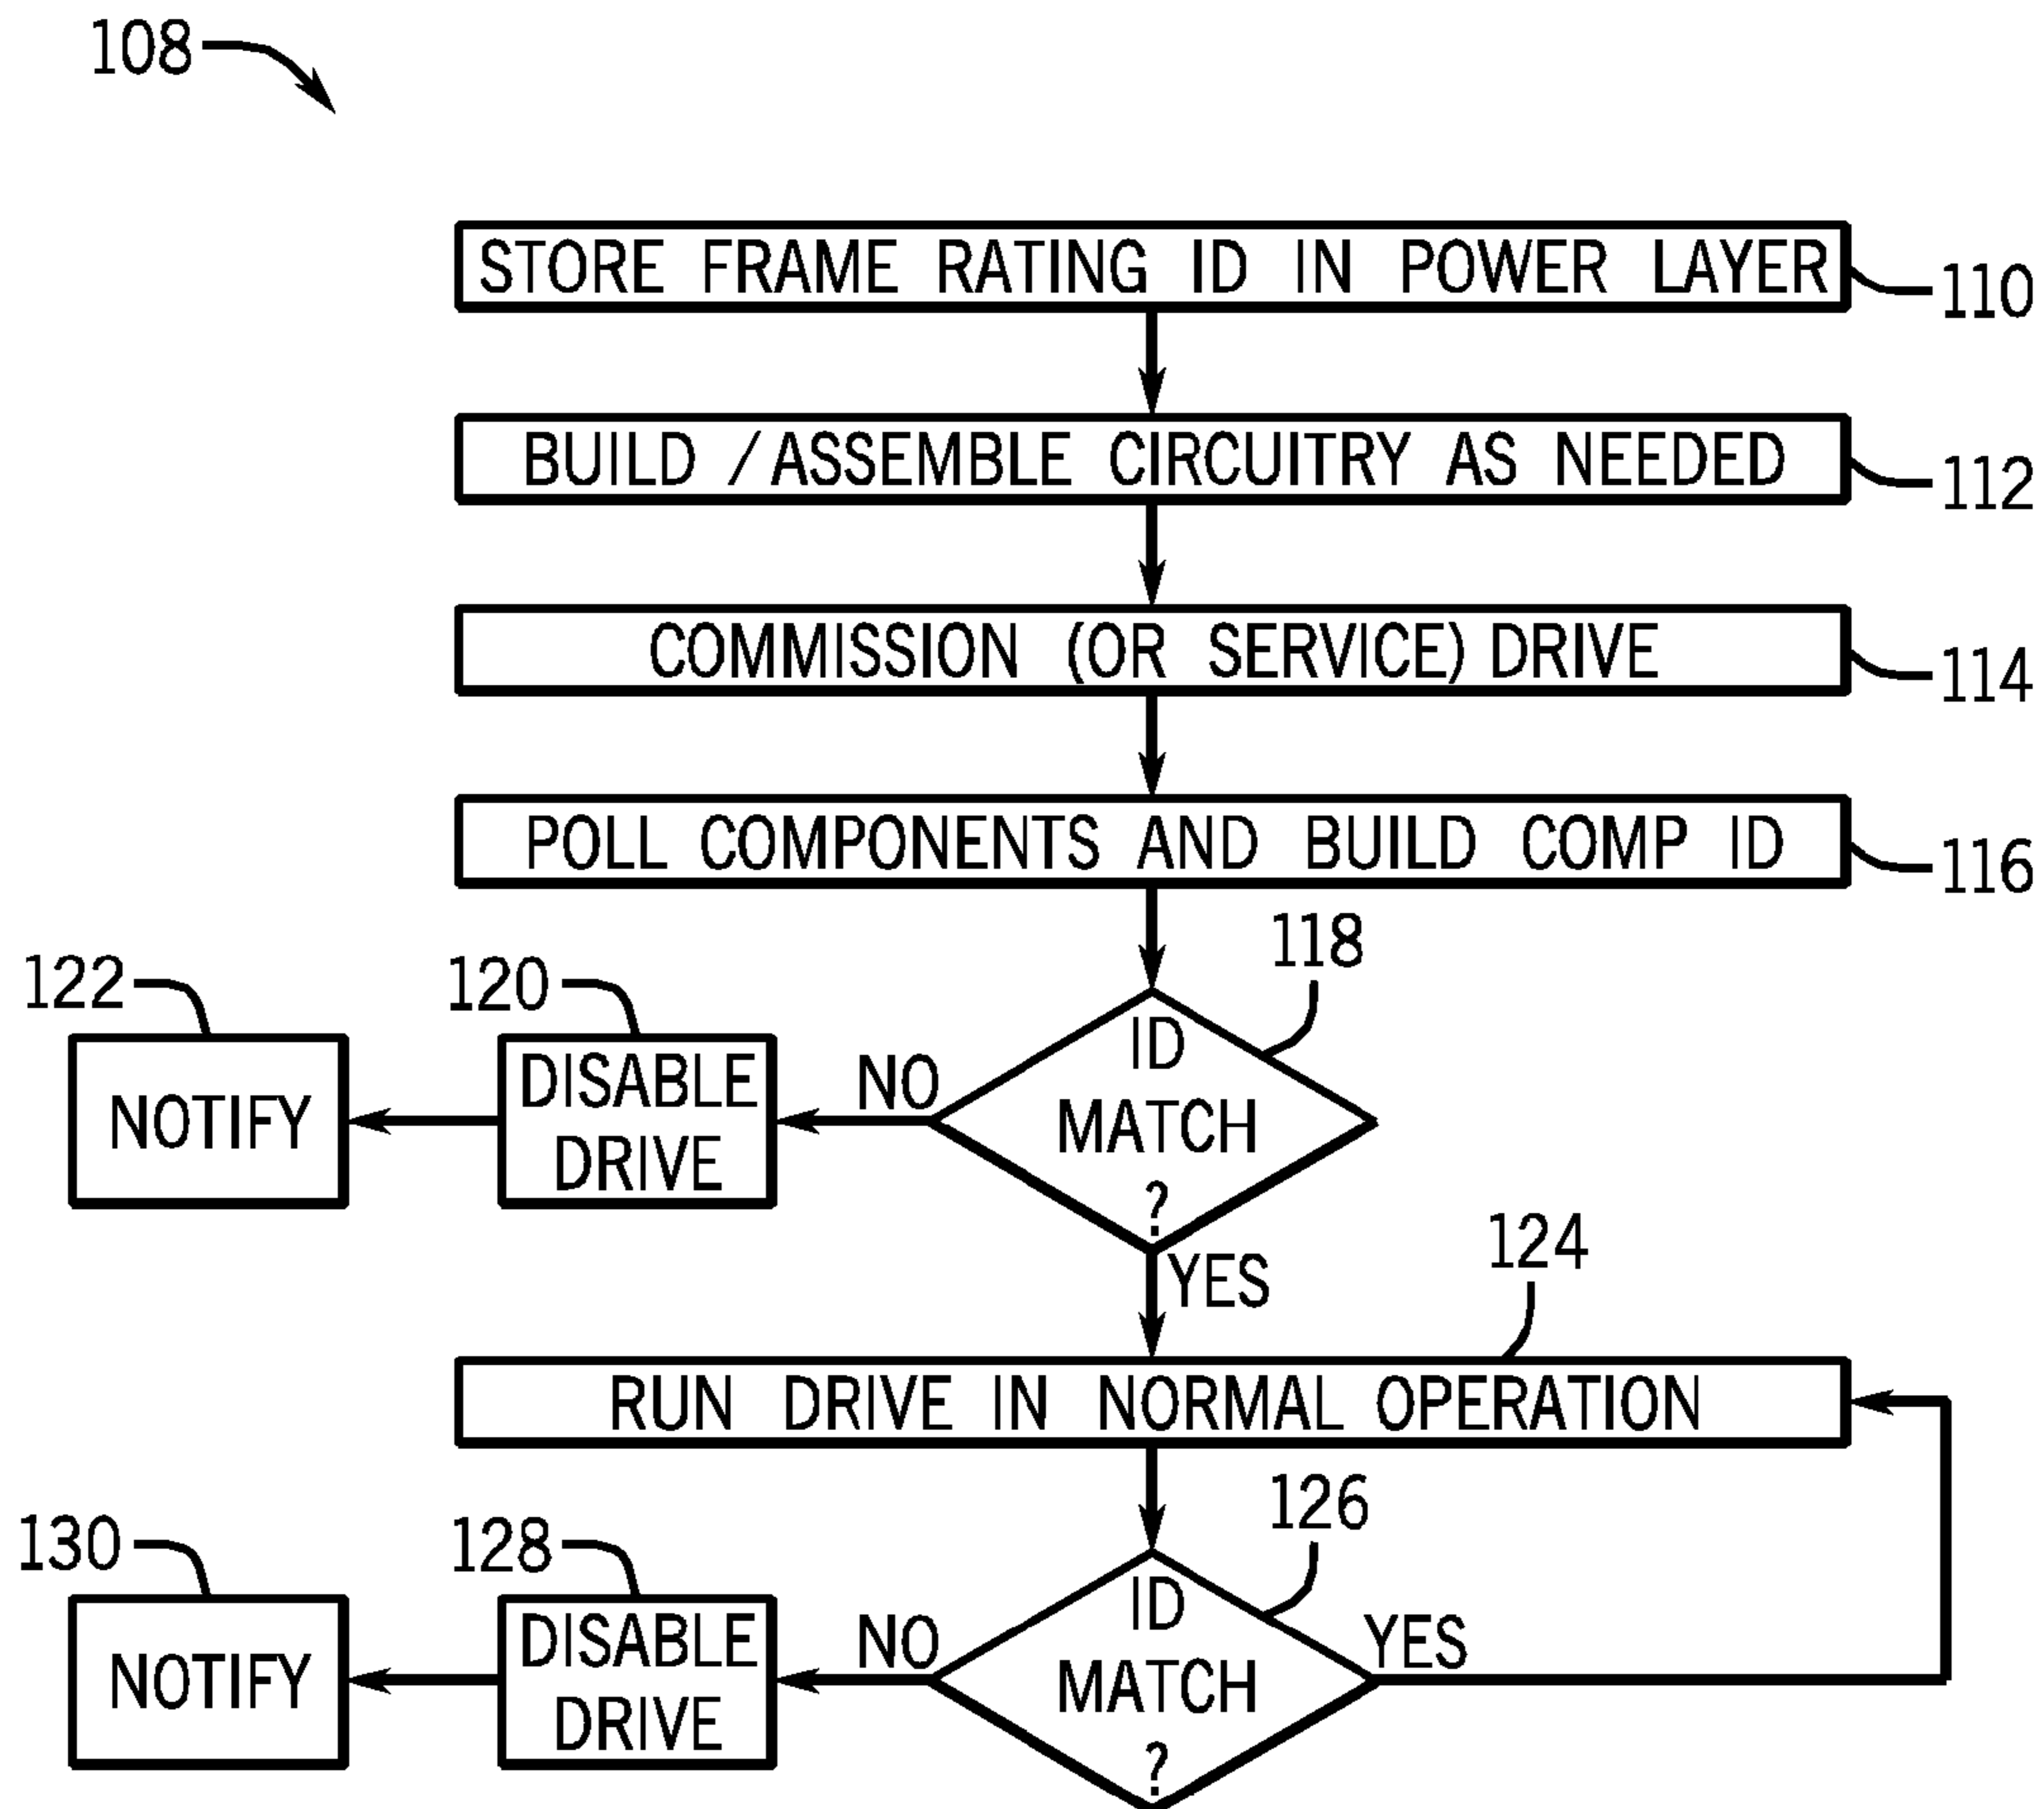 108
STORE FRAME RATING ID IN POWER LAYER
110
BUILD /ASSEMBLE CIRCUITRY AS NEEDED
112
COMMISSION (OR SERVICE) DRIVE
114
POLL COMPONENTS AND BUILD COMP ID
116
118
ID
MATCH
?
NO
YES
120
DISABLE
DRIVE
122
NOTIFY
124
RUN DRIVE IN NORMAL OPERATION
126
ID
MATCH
?
NO
YES
128
DISABLE
DRIVE
130
NOTIFY